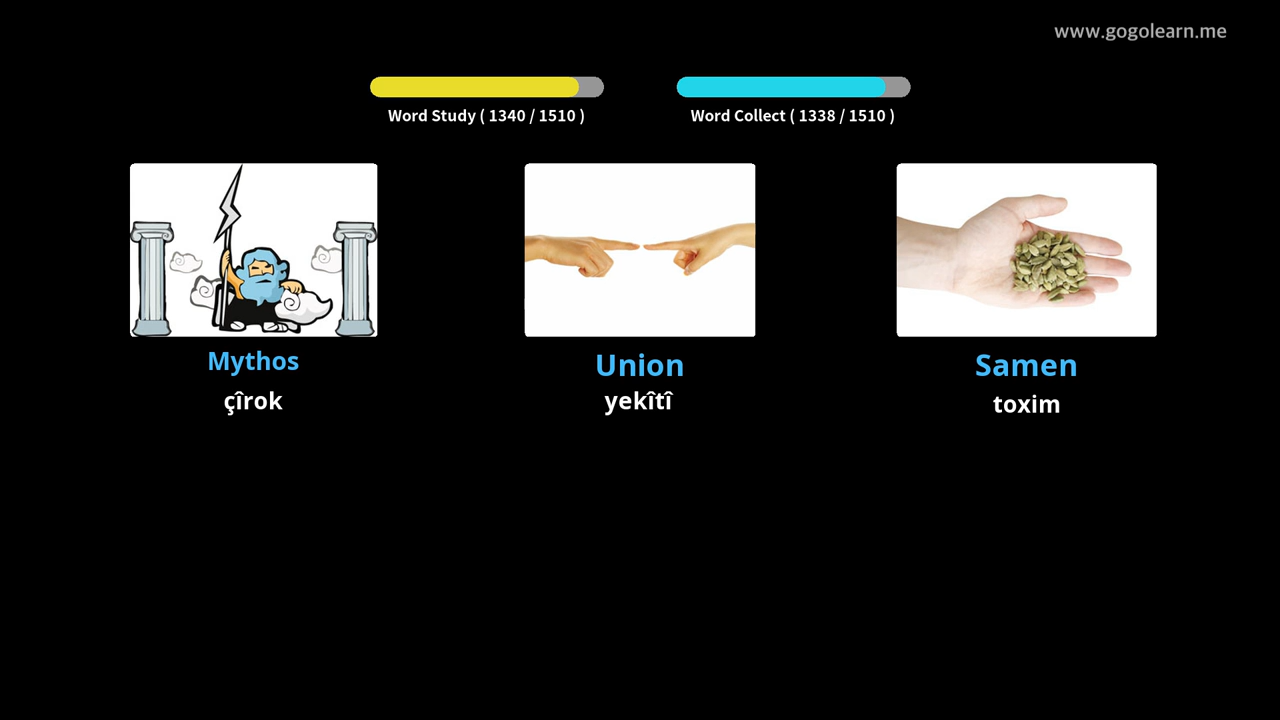 www.gogolearn.me
Word Study ( 1340 / 1510 )
Word Collect ( 1338 / 1510 )
Mythos
çîrok
Union
yekîtî
Samen
toxim